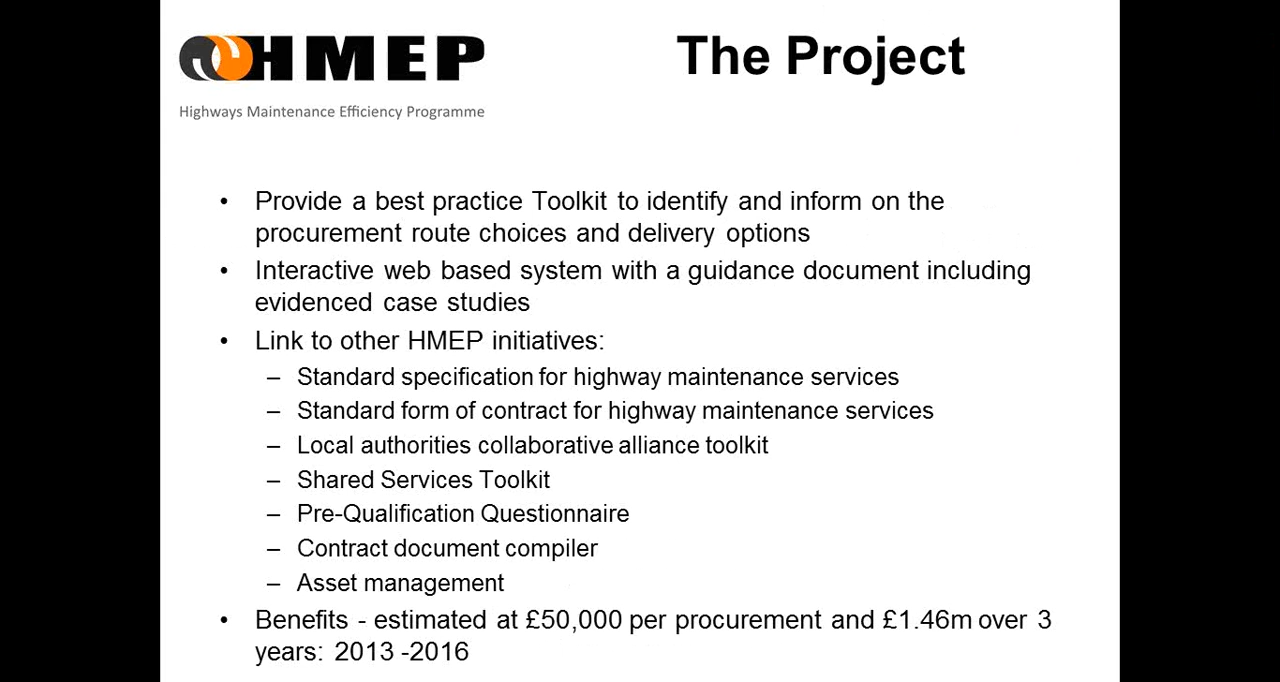 HMEP
The Project
Highways Maintenance Efficiency Programme
• Provide a best practice Toolkit to identify and inform on the
procurement route choices and delivery options
• Interactive web based system with a guidance document including
evidenced case studies
• Link to other HMEP initiatives:
– Standard specification for highway maintenance services
– Standard form of contract for highway maintenance services
– Local authorities collaborative alliance toolkit
– Shared Services Toolkit
– Pre-Qualification Questionnaire
– Contract document compiler
– Asset management
• Benefits - estimated at £50,000 per procurement and £1.46m over 3
years: 2013 -2016